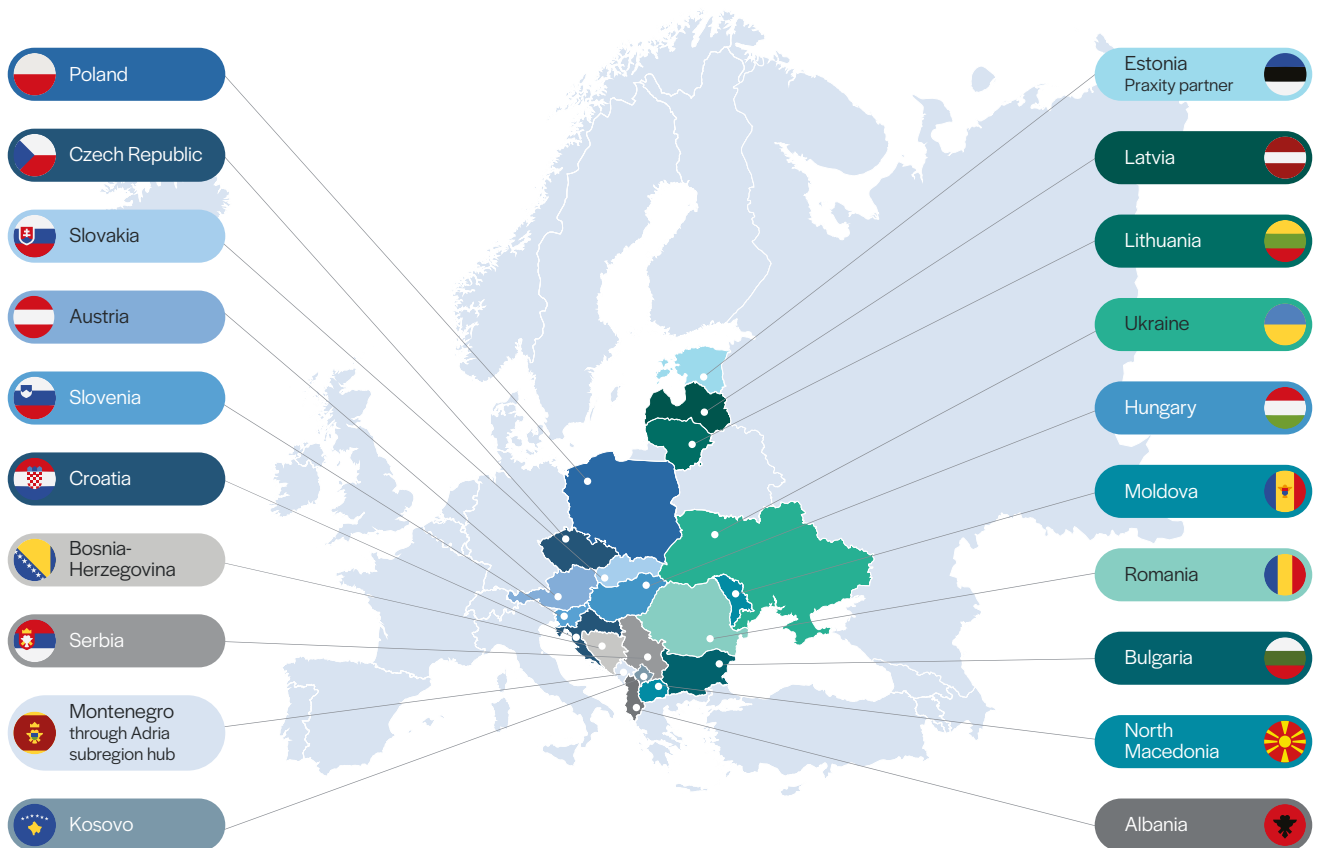 Poland
Czech Republic
Slovakia
Austria
Slovenia
Croatia
Bosnia-
Herzegovina
Serbia
Montenegro
through Adria
subregion hub
Kosovo
Estonia
Praxity partner
Latvia
Lithuania
Ukraine
Hungary
Moldova
Romania
Bulgaria
North
Macedonia
Albania